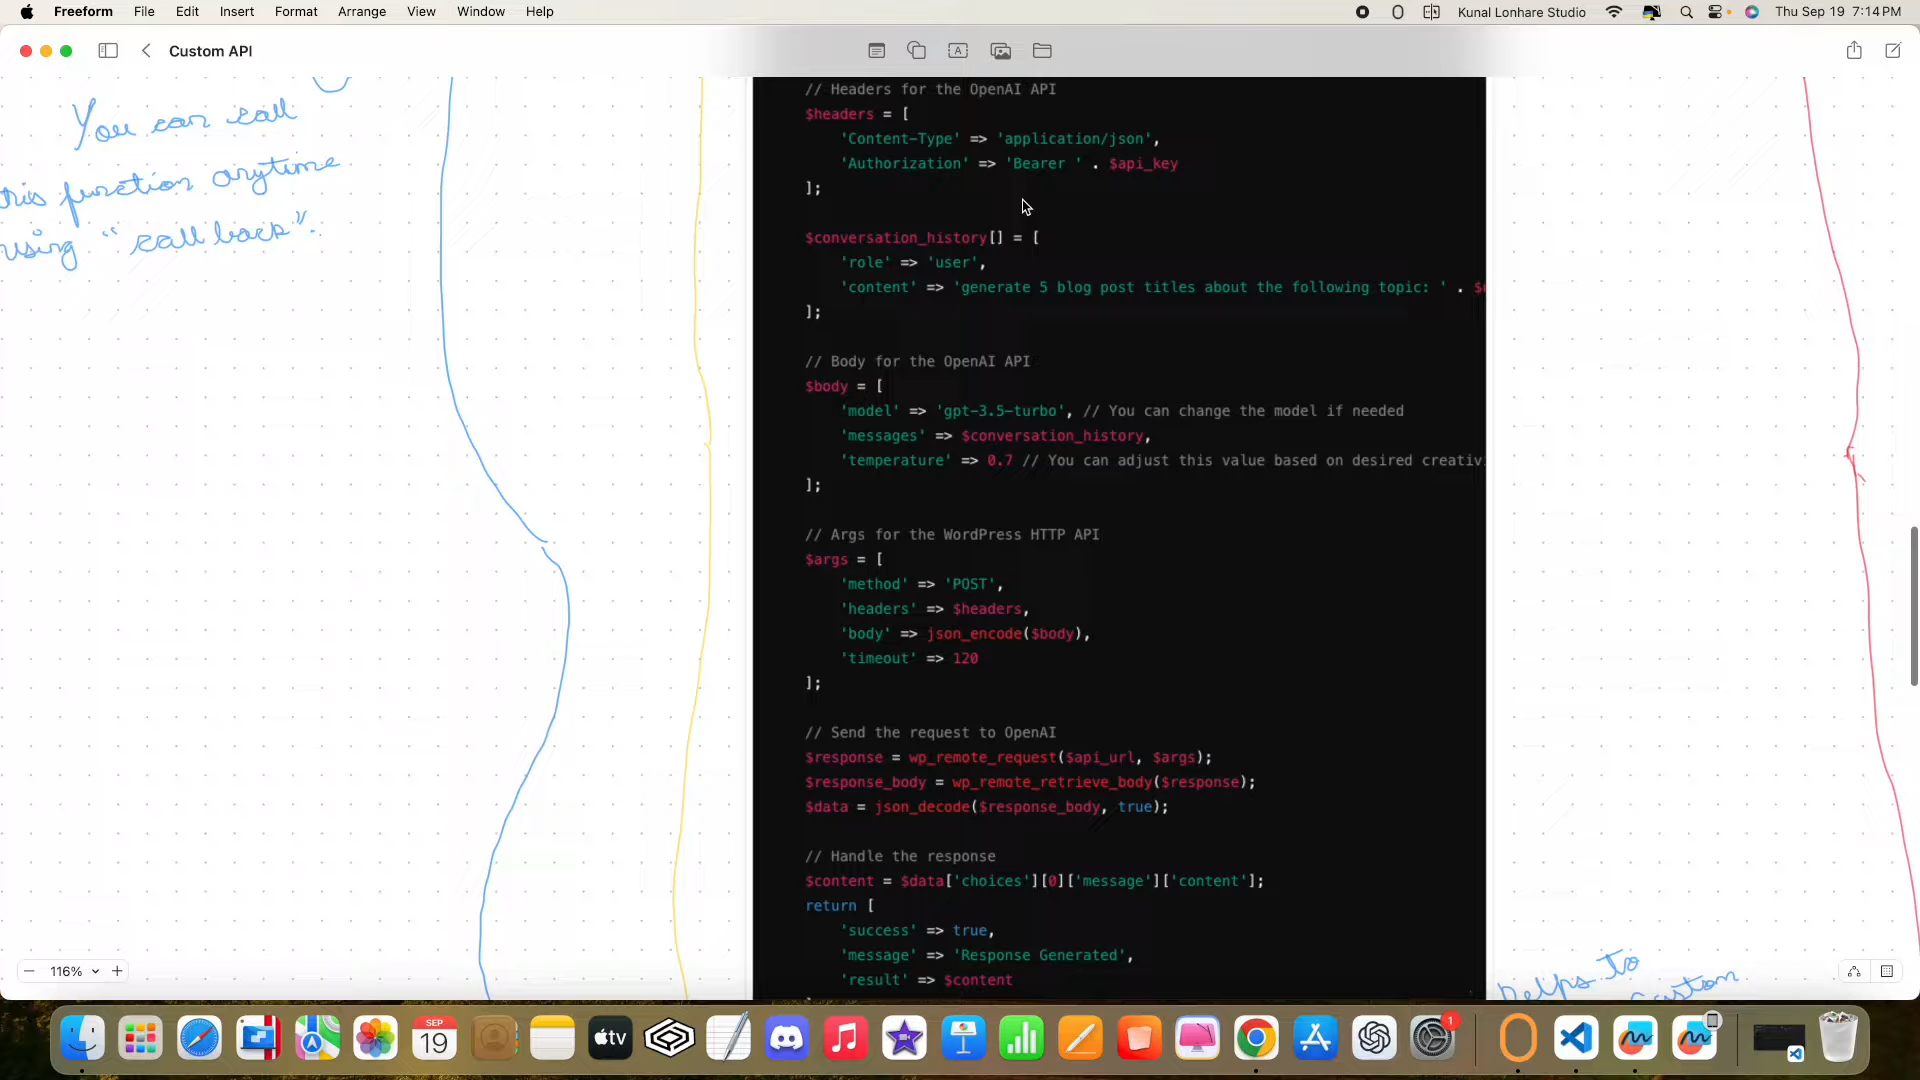 Freeform File Edit Insert Format Arrange View Window Help
Kunal Lonhare Studio Thu Sep 19 7:14 PM
Custom API
You can call
this function anytime
using "call back".
// Headers for the OpenAI API
$headers = [
'Content-Type' => 'application/json',
'Authorization' => 'Bearer ' . $api_key
];
$conversation_history[] = [
'role' => 'user',
'content' => 'generate 5 blog post titles about the following topic: ' .
];
// Body for the OpenAI API
$body = [
'model' => 'gpt-3.5-turbo', // You can change the model if needed
'messages' => $conversation_history,
'temperature' => 0.7 // You can adjust this value based on desired creativi
];
// Args for the WordPress HTTP API
$args = [
'method' => 'POST',
'headers' => $headers,
'body' => json_encode($body),
'timeout' => 120
];
// Send the request to OpenAI
$response = wp_remote_request($api_url, $args);
$response_body = wp_remote_retrieve_body($response);
$data = json_decode($response_body, true);
// Handle the response
$content = $data['choices'][0]['message']['content'];
return [
'success' => true,
'message' => 'Response Generated',
'result' => $content
Helps to
custom
116%
SEP
19
tv
1